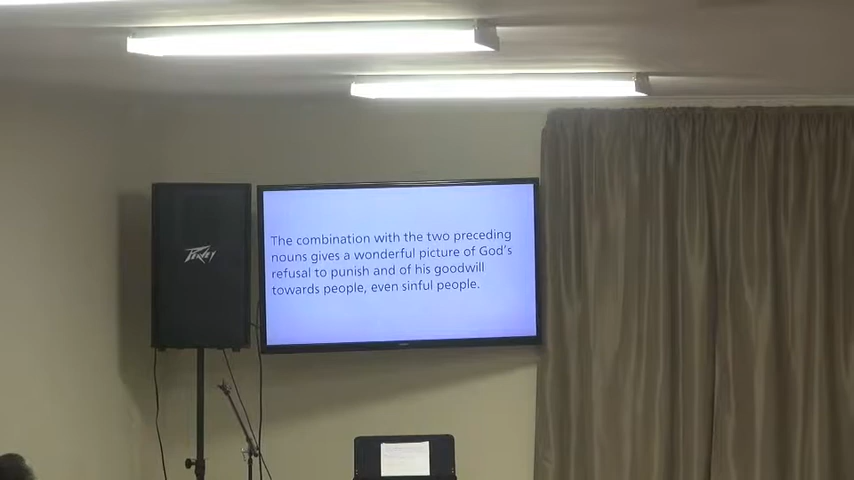 PEAVEY
The combination with the two preceding
nouns gives a wonderful picture of God's
refusal to punish and of his goodwill
towards people, even sinful people.